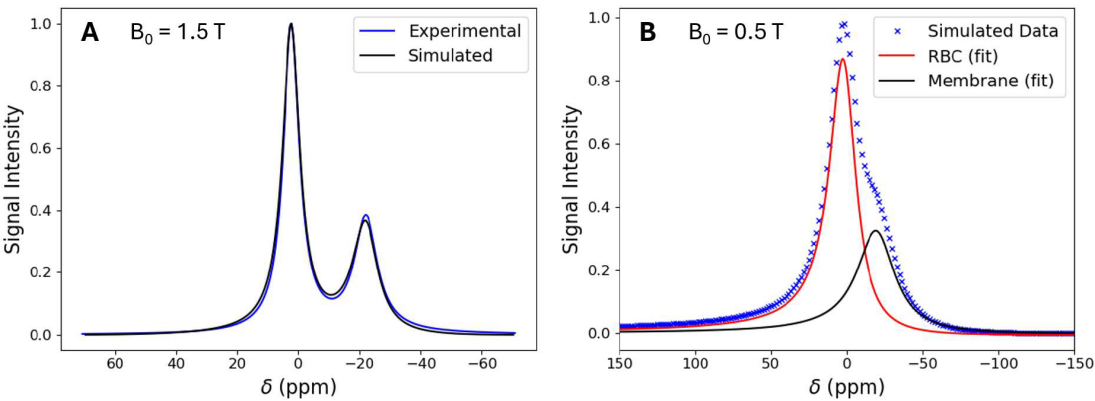 A B₀ = 1.5 T
Experimental
Simulated
Signal Intensity
1.0
0.8
0.6
0.4
0.2
0.0
60 40 20 0 −20 −40 −60
δ (ppm)
B B₀ = 0.5 T
Simulated Data
RBC (fit)
Membrane (fit)
Signal Intensity
1.0
0.8
0.6
0.4
0.2
0.0
150 100 50 0 −50 −100 −150
δ (ppm)